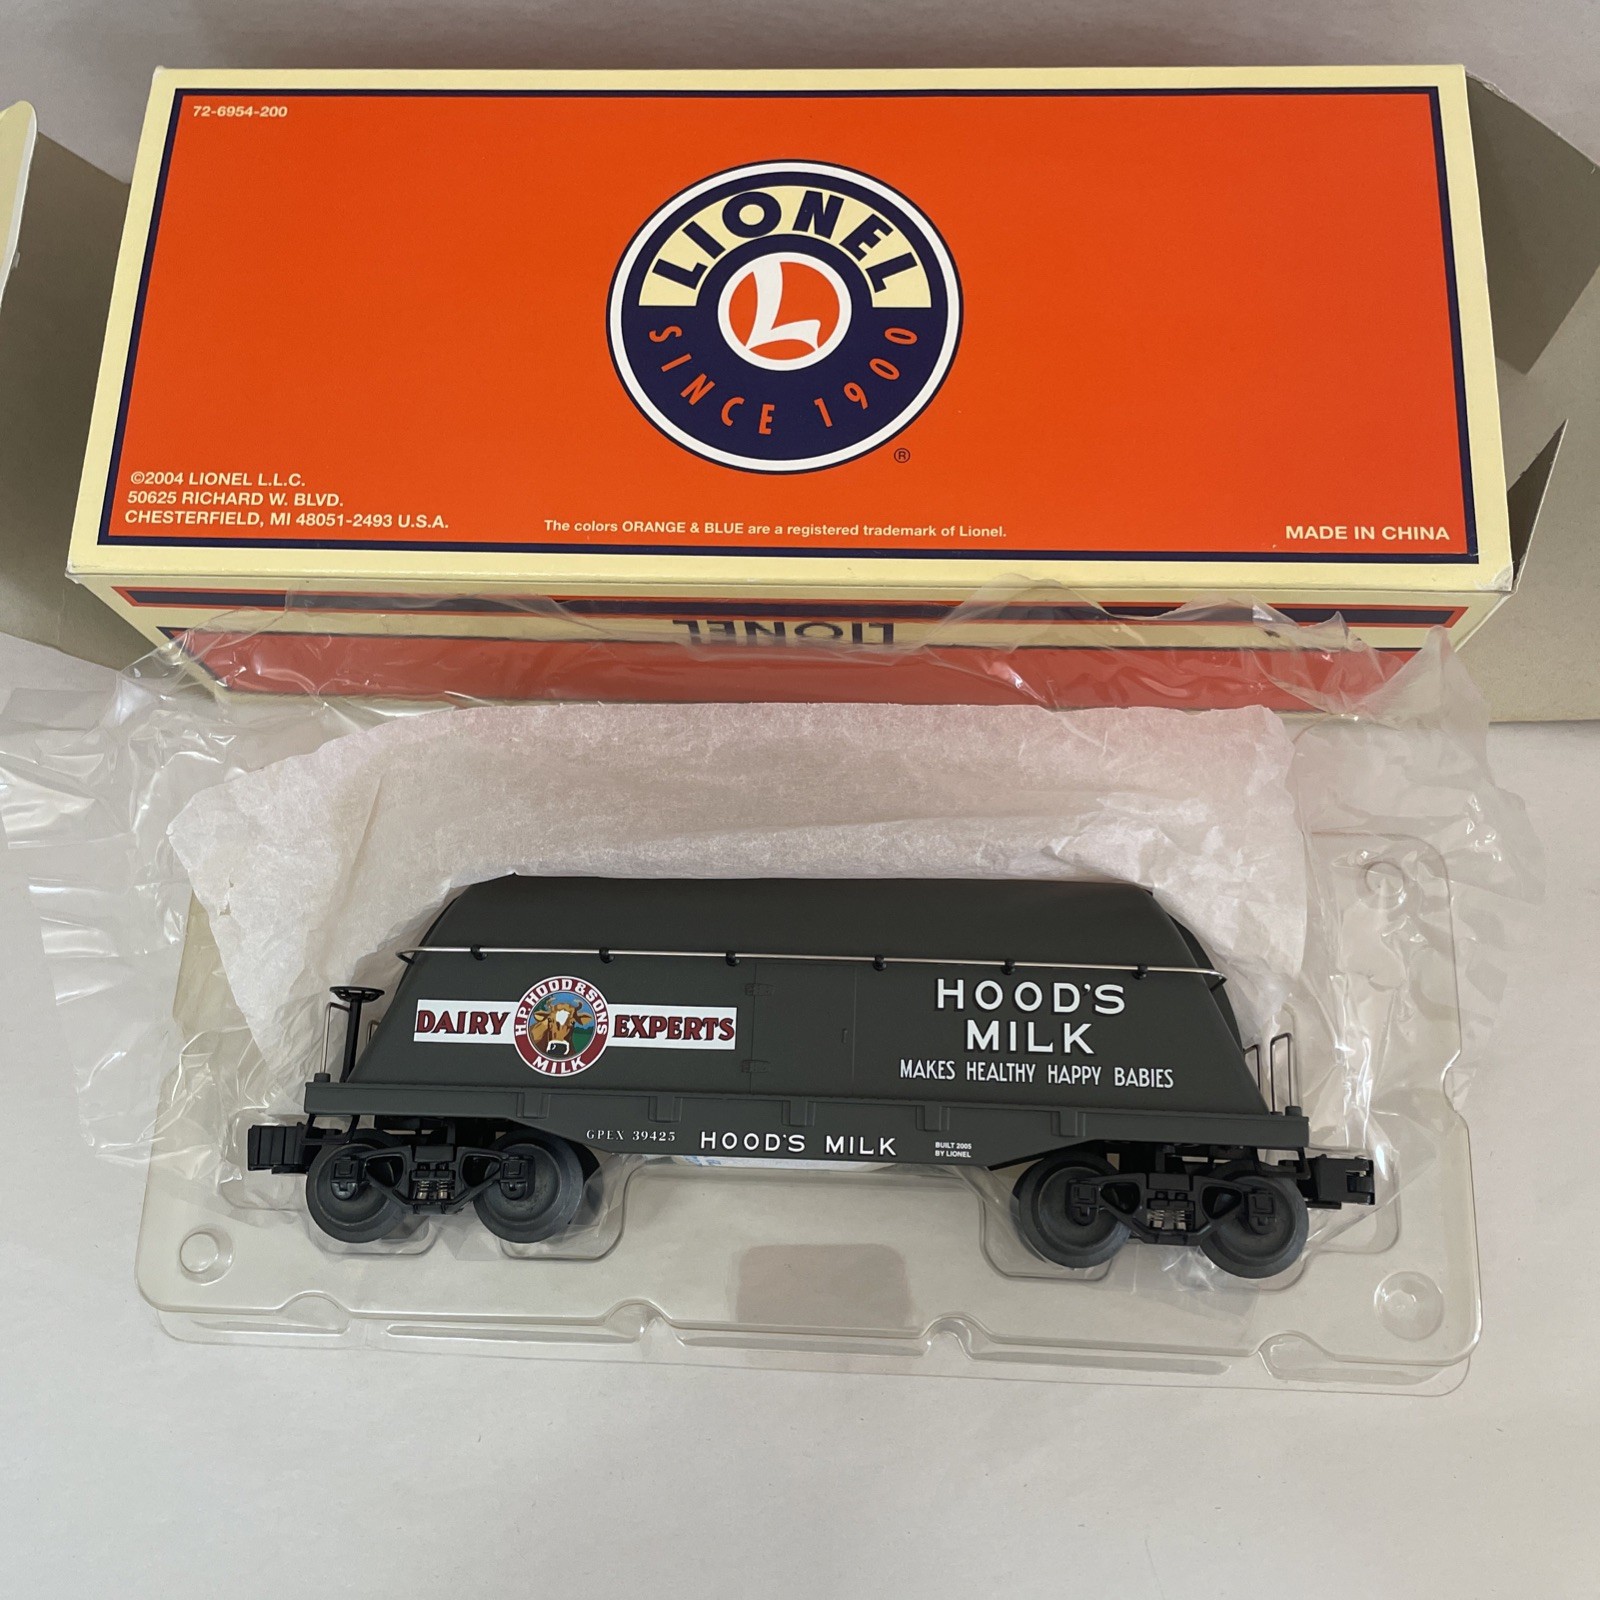 72-6954-200
LIONEL
L
SINCE 1900
®
©2004 LIONEL L.L.C.
50625 RICHARD W. BLVD.
CHESTERFIELD, MI 48051-2493 U.S.A.
The colors ORANGE & BLUE are a registered trademark of Lionel.
MADE IN CHINA
LIONEL
HOOD'S
MILK
MAKES HEALTHY HAPPY BABIES
DAIRY EXPERTS
H.P. HOOD & SONS
MILK
GPEX 39425
HOOD'S MILK
BUILT 2005
BY LIONEL